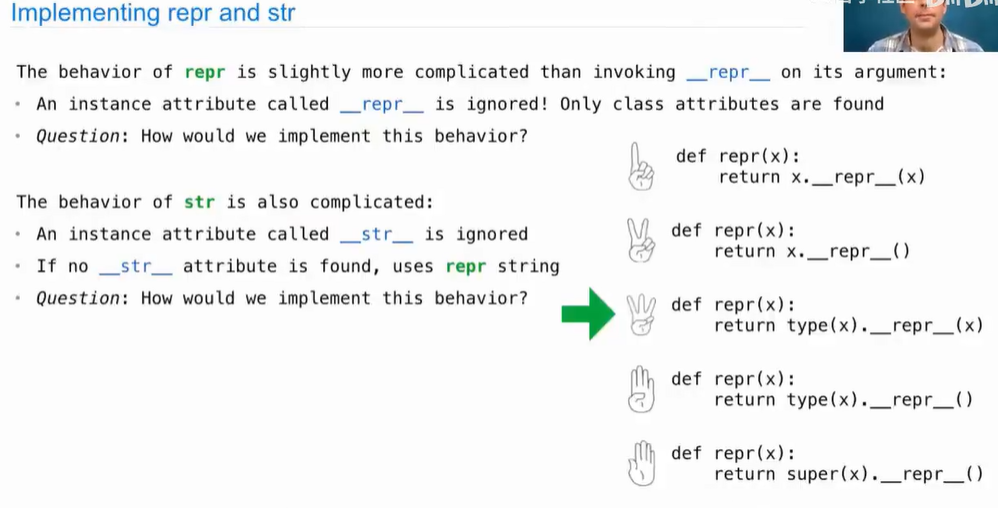 Implementing repr and str
The behavior of repr is slightly more complicated than invoking __repr__ on its argument:
• An instance attribute called __repr__ is ignored! Only class attributes are found
• Question: How would we implement this behavior?
The behavior of str is also complicated:
• An instance attribute called __str__ is ignored
• If no __str__ attribute is found, uses repr string
• Question: How would we implement this behavior?
def repr(x):
    return x.__repr__(x)
def repr(x):
    return x.__repr__()
def repr(x):
    return type(x).__repr__(x)
def repr(x):
    return type(x).__repr__()
def repr(x):
    return super(x).__repr__()